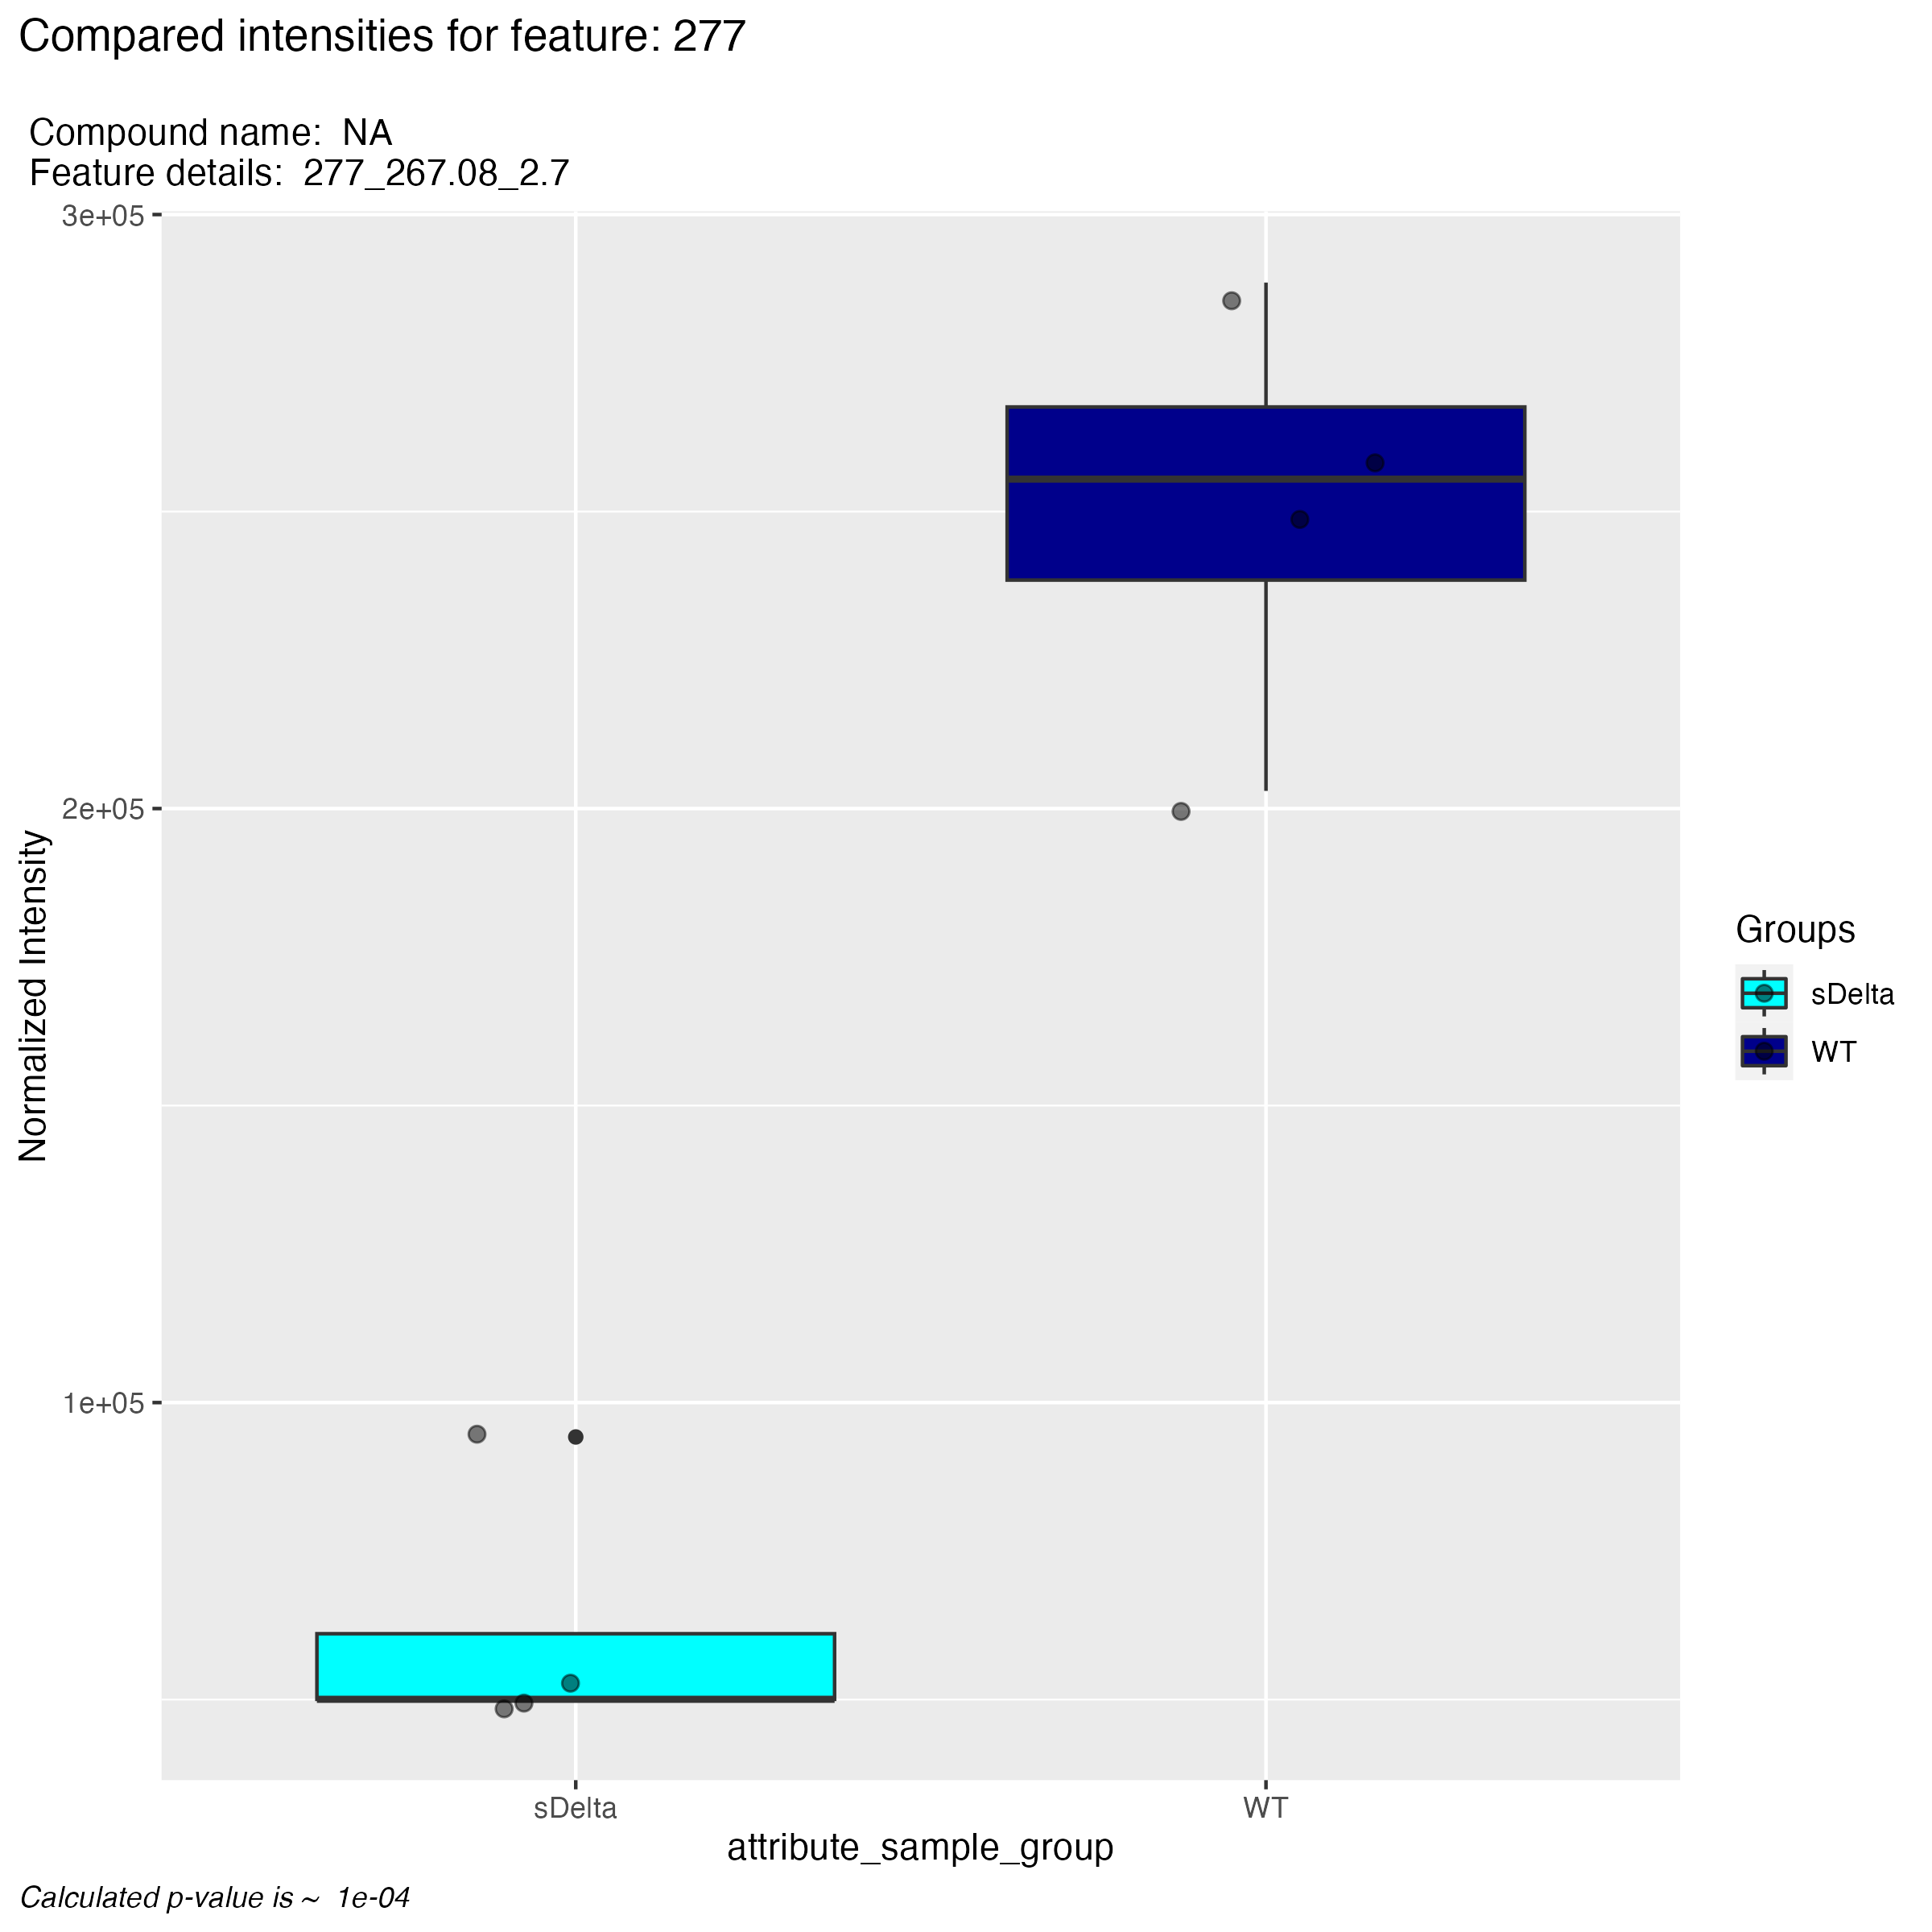 Compared intensities for feature: 277
Compound name:  NA
Feature details:  277_267.08_2.7
3e+05
2e+05
1e+05
Normalized Intensity
sDelta
WT
attribute_sample_group
Groups
sDelta
WT
Calculated p-value is ~  1e-04